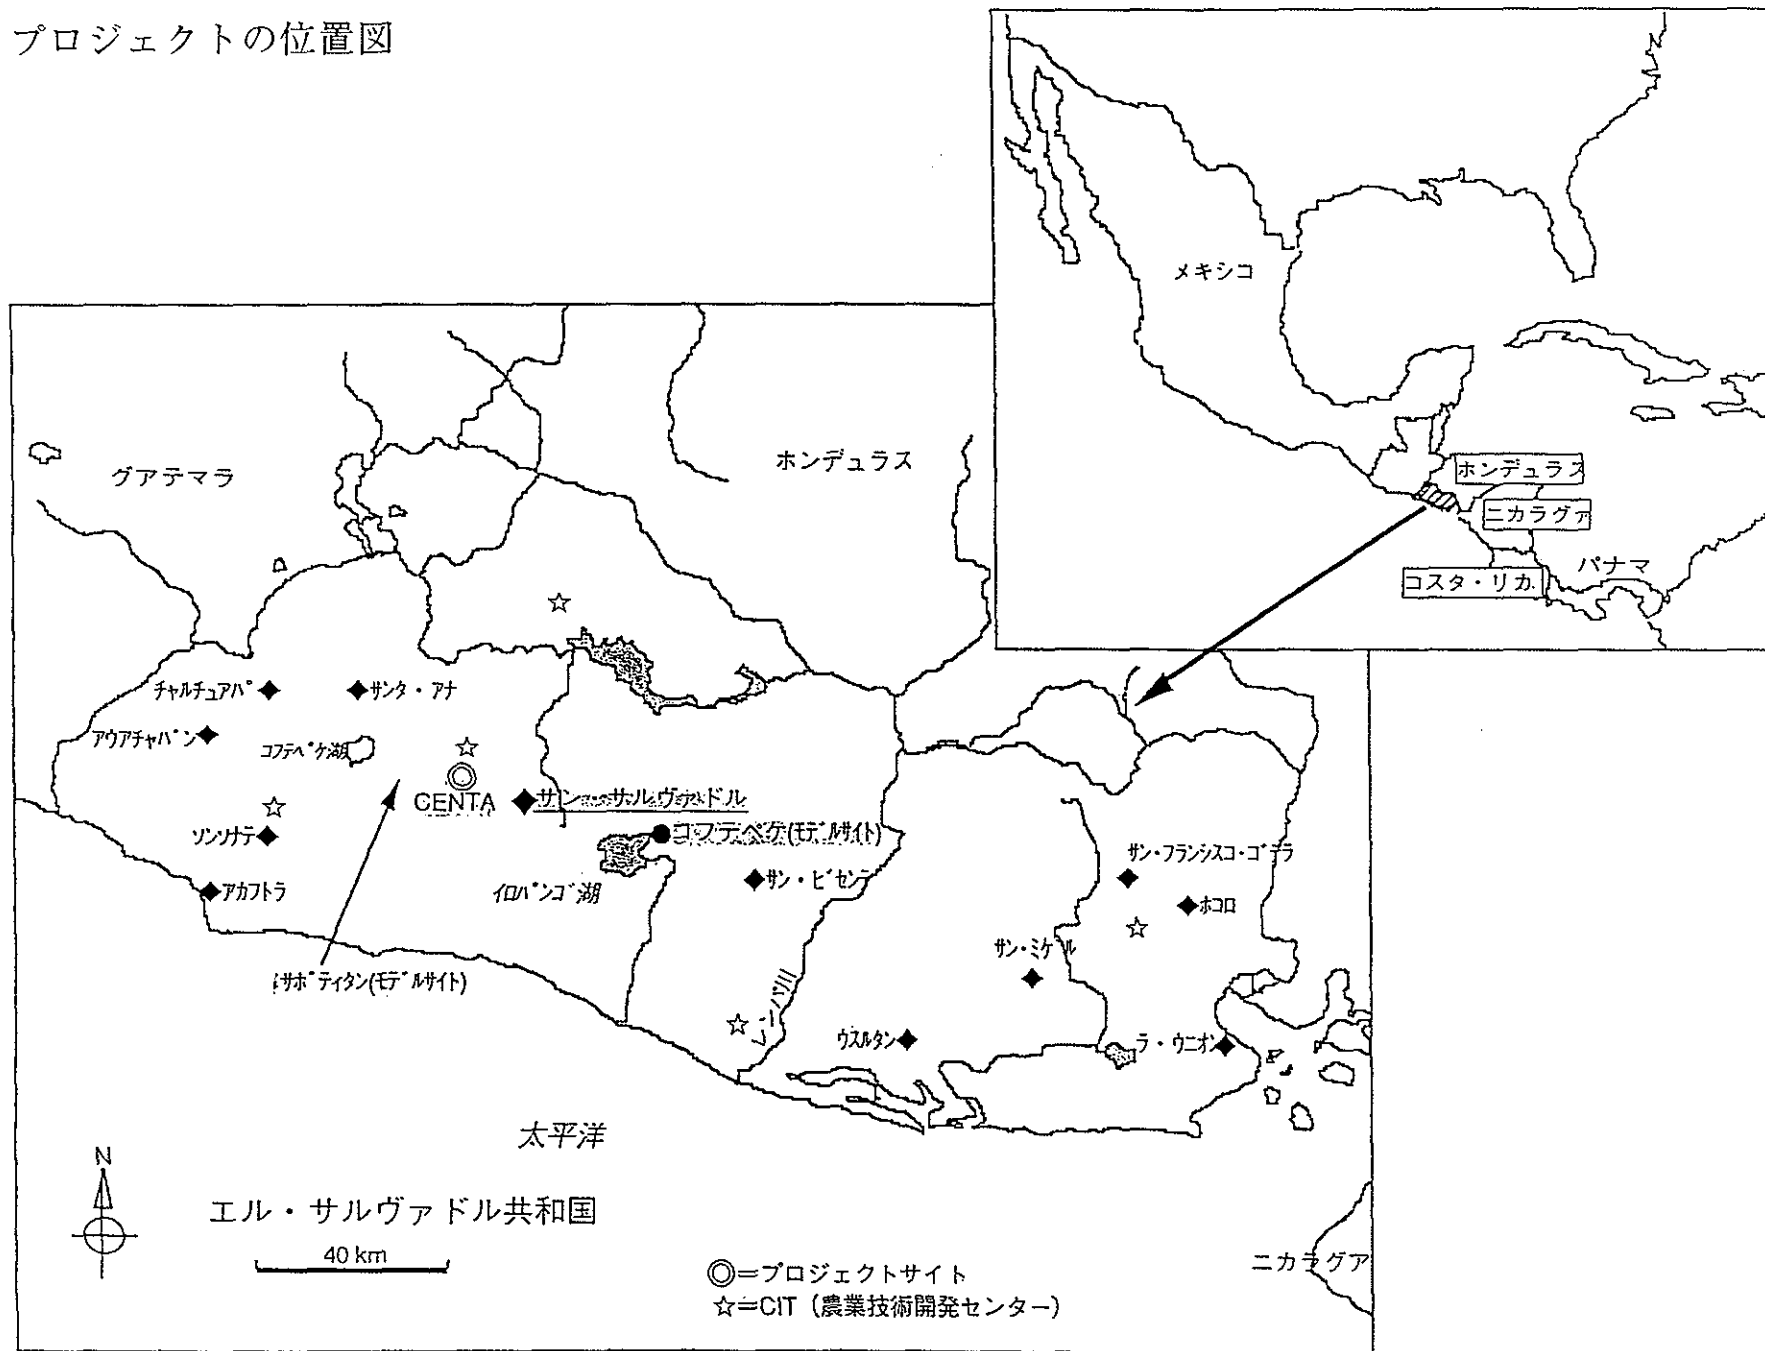 プロジェクトの位置図
メキシコ
ホンデュラス
ニカラグァ
コスタ・リカ
パナマ
グアテマラ
ホンデュラス
チャルチュアパ
サンタ・アナ
アウアチャパン
コアテペケ湖
CENTA
サン・サルヴァドル
ソンソナテ
コフテペケ(モデルサイト)
サン・フランシスコ・ゴテラ
アカフトラ
イロパンゴ湖
サン・ビセンテ
ホコロ
サン・ミゲル
サポティタン(モデルサイト)
レンパ川
ウスルタン
ラ・ウニオン
太平洋
N
エル・サルヴァドル共和国
40 km
ニカラグア
◎=プロジェクトサイト
☆=CIT(農業技術開発センター)